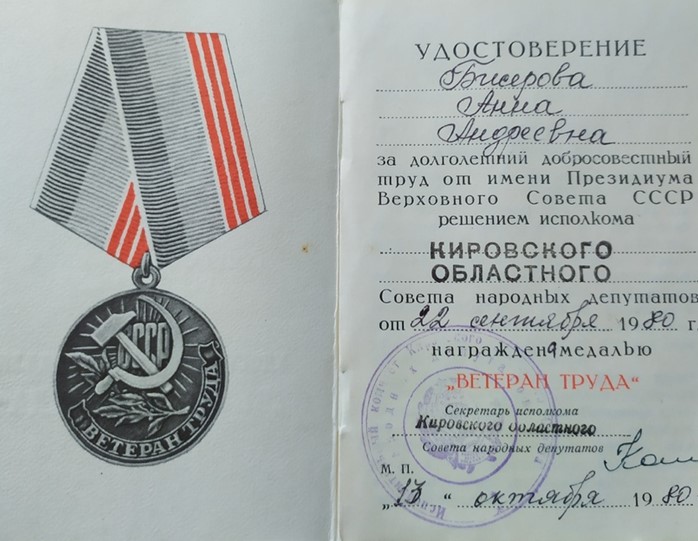 СССР
ВЕТЕРАН ТРУДА
УДОСТОВЕРЕНИЕ
Бисерова
Анна
Андреевна
за долголетний добросовестный
труд от имени Президиума
Верховного Совета СССР
решением исполкома
КИРОВСКОГО
ОБЛАСТНОГО
Совета народных депутатов
от 22 сентября 1980 г
награждена медалью
„ВЕТЕРАН ТРУДА“
Секретарь исполкома
Кировского областного
Совета народных депутатов
М. П.
„13“ октября 1980